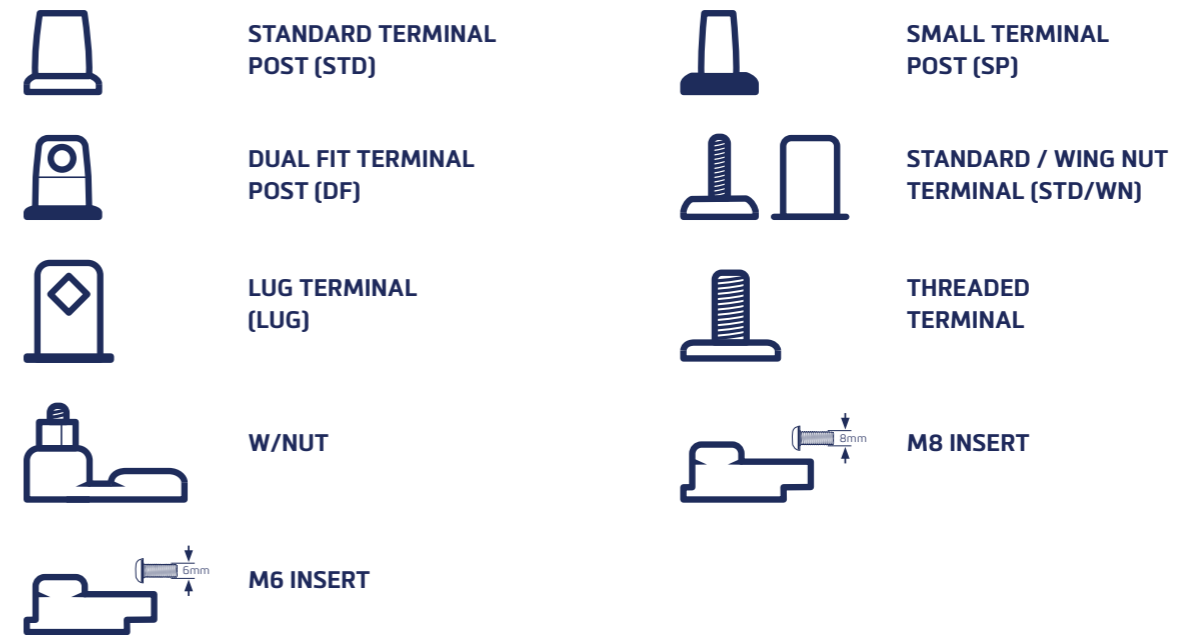 STANDARD TERMINAL
POST (STD)
SMALL TERMINAL
POST (SP)
DUAL FIT TERMINAL
POST (DF)
STANDARD / WING NUT
TERMINAL (STD/WN)
LUG TERMINAL
(LUG)
THREADED
TERMINAL
W/NUT
8mm
M8 INSERT
6mm
M6 INSERT